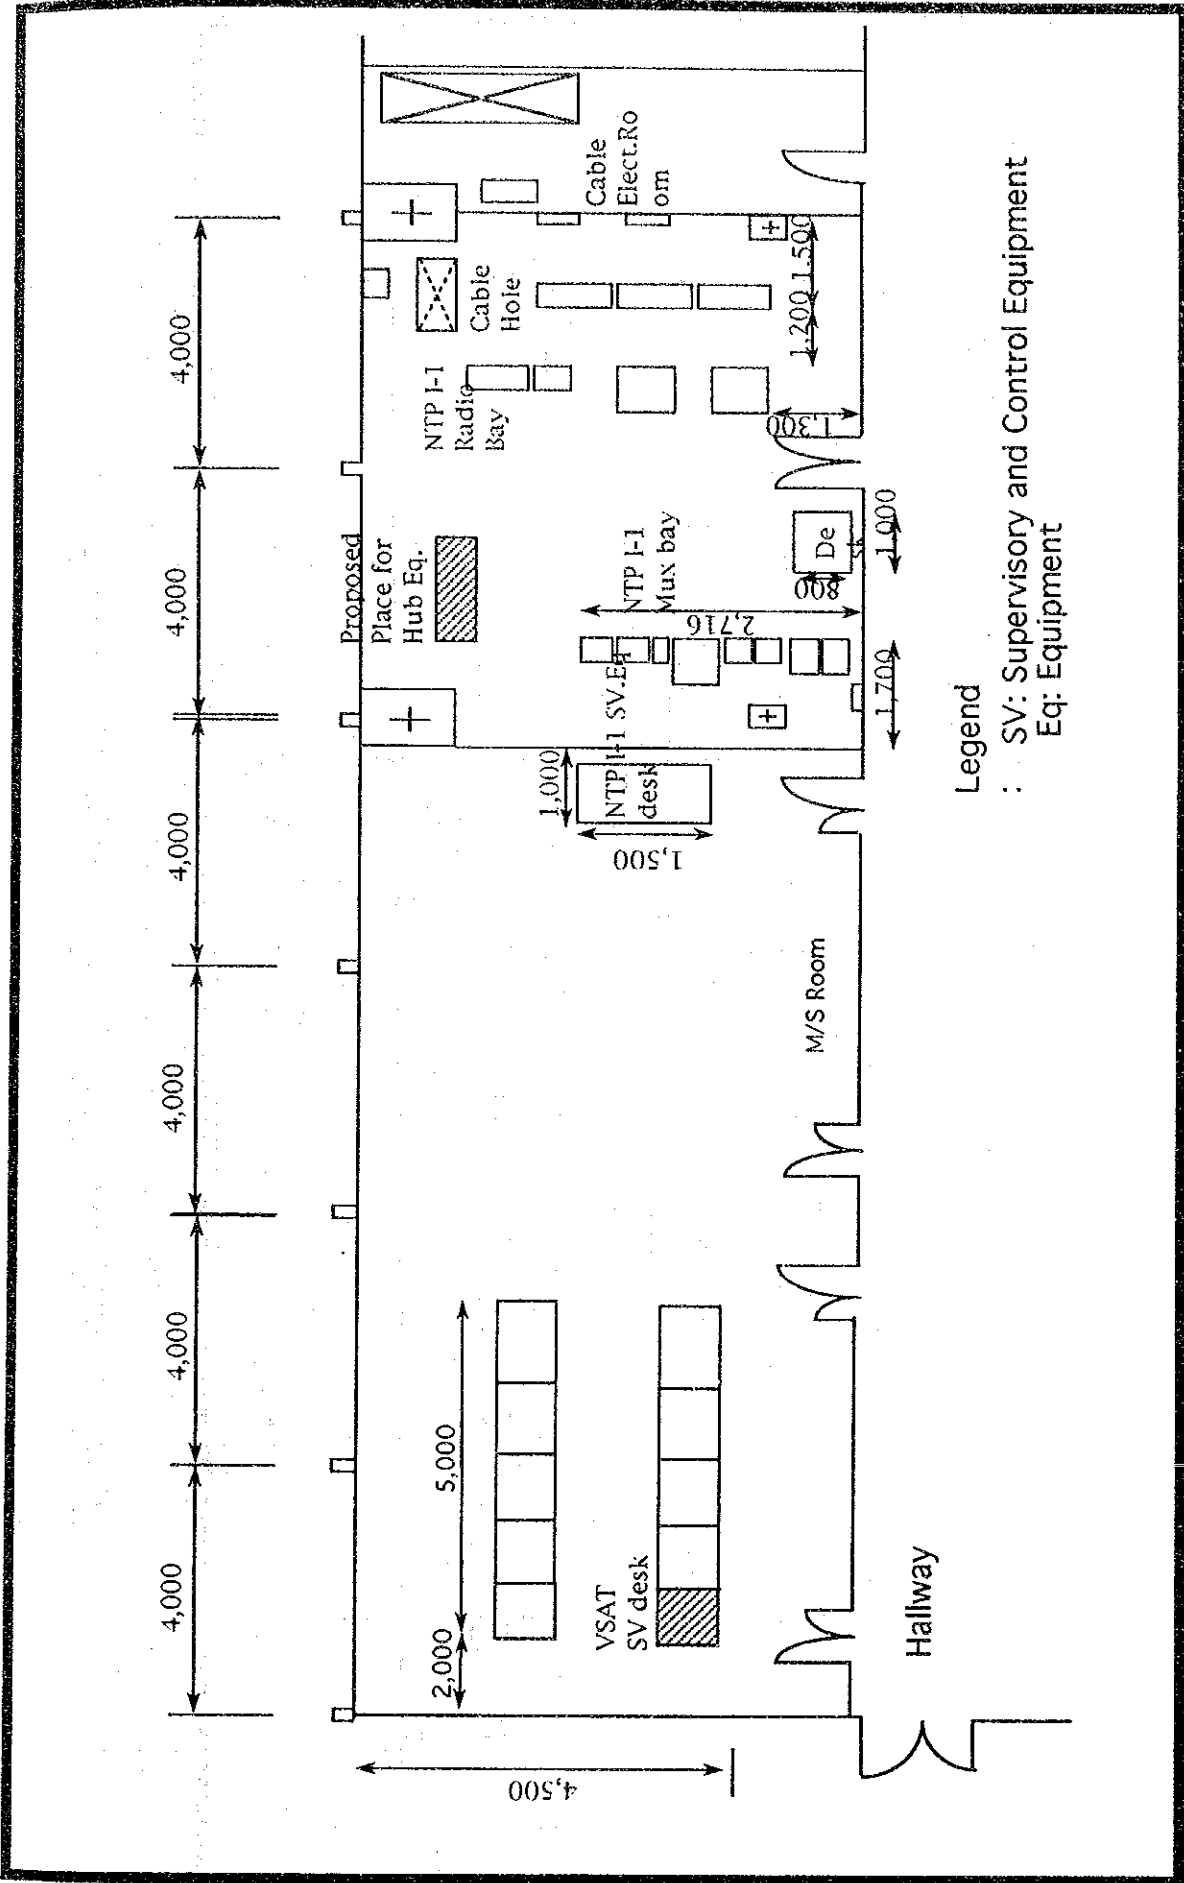 4,000
4,000
4,000
4,000
4,000
4,000
4,500
2,000
5,000
VSAT
SV desk
1,000
1,500
NTP I-1 SV.Eq
desk
Proposed
Place for
Hub Eq.
NTP I-1
Radio
Bay
Cable
Hole
Cable
Elect.Ro
om
NTP I-1
Mux bay
2,716
De
800
1,000
1,700
1,300
1,200
1.500
M/S Room
Hallway
Legend
: SV: Supervisory and Control Equipment
Eq: Equipment